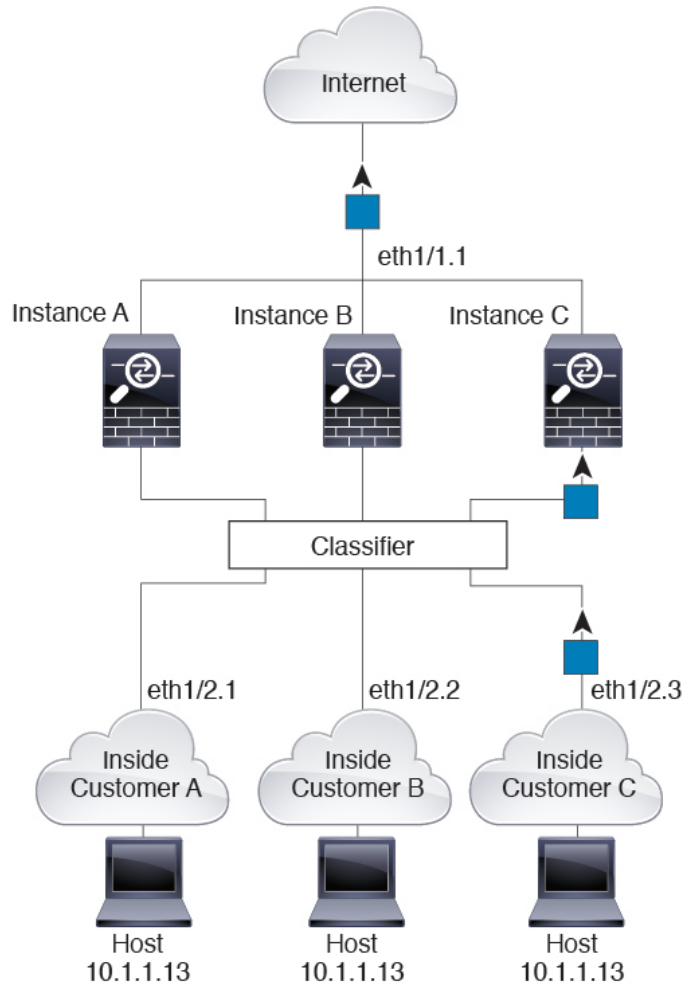 Internet
eth1/1.1
Instance A
Instance B
Instance C
Classifier
eth1/2.1
eth1/2.2
eth1/2.3
Inside
Customer A
Inside
Customer B
Inside
Customer C
Host
10.1.1.13
Host
10.1.1.13
Host
10.1.1.13